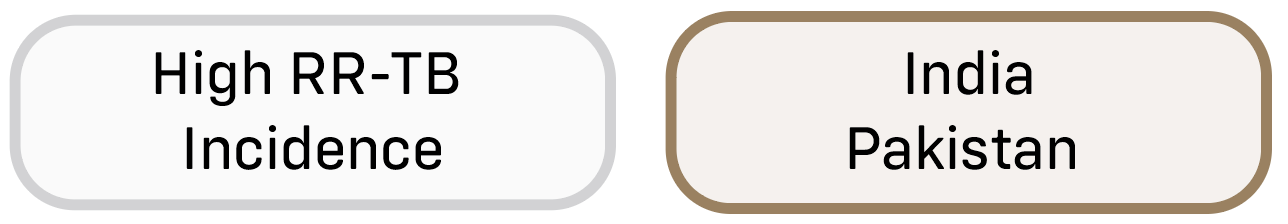 High RR-TB
Incidence
India
Pakistan